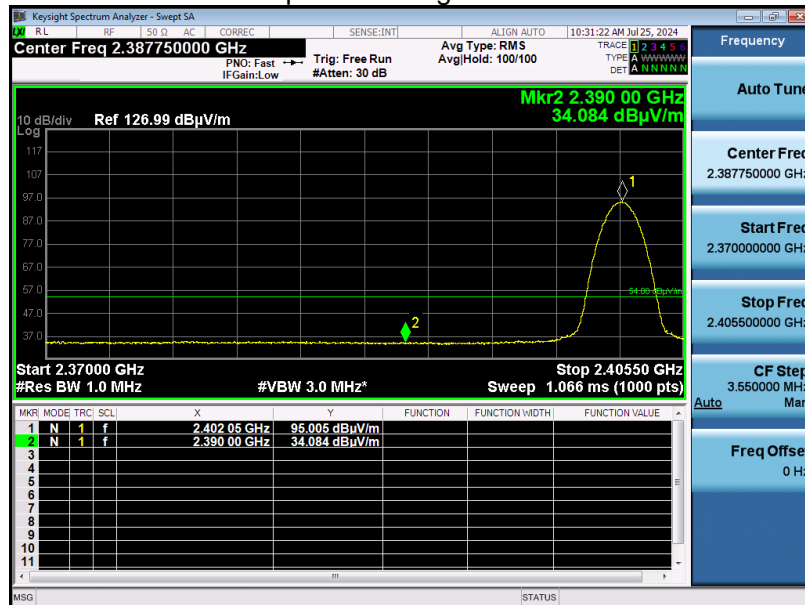 Keysight Spectrum Analyzer - Swept SA
LXI RL RF 50 Ω AC CORREC SENSE:INT ALIGN AUTO 10:31:22 AM Jul 25, 2024
Center Freq 2.387750000 GHz
PNO: Fast
IFGain:Low
Trig: Free Run
#Atten: 30 dB
Avg Type: RMS
Avg|Hold: 100/100
TRACE 1 2 3 4 5 6
TYPE A WWWWW
DET A N N N N N
Mkr2 2.390 00 GHz
34.084 dBµV/m
10 dB/div Ref 126.99 dBµV/m
Log
117
107
97.0
87.0
77.0
67.0
57.0
47.0
37.0
1
2
54.00 dBµV/m
Start 2.37000 GHz Stop 2.40550 GHz
#Res BW 1.0 MHz #VBW 3.0 MHz* Sweep 1.066 ms (1000 pts)
MKR MODE TRC SCL X Y FUNCTION FUNCTION WIDTH FUNCTION VALUE
1 N 1 f 2.402 05 GHz 95.005 dBµV/m
2 N 1 f 2.390 00 GHz 34.084 dBµV/m
3
4
5
6
7
8
9
10
11
MSG STATUS
Frequency
Auto Tune
Center Freq
2.387750000 GHz
Start Freq
2.370000000 GHz
Stop Freq
2.405500000 GHz
CF Step
3.550000 MHz
Auto Man
Freq Offset
0 Hz